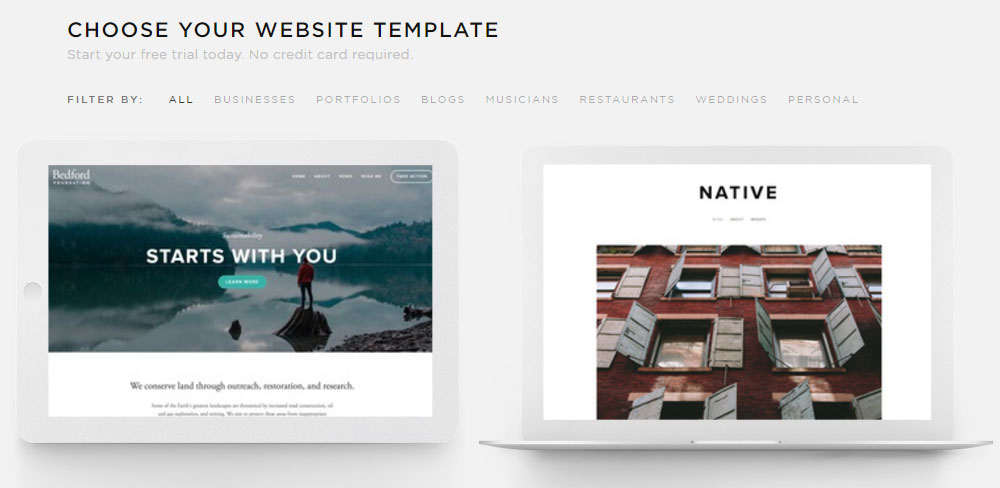 CHOOSE YOUR WEBSITE TEMPLATE
Start your free trial today. No credit card required.
FILTER BY: ALL BUSINESSES PORTFOLIOS BLOGS MUSICIANS RESTAURANTS WEDDINGS PERSONAL
Bedford
FOUNDATION
HOME ABOUT NEWS READ ME TAKE ACTION
Sustainability
STARTS WITH YOU
LEARN MORE
We conserve land through outreach, restoration, and research.
Some of the Earth's greatest landscapes are threatened by increased road construction, oil
and gas exploration, and mining. We aim to protect these areas from inappropriate
NATIVE
BLOG ABOUT IMAGES